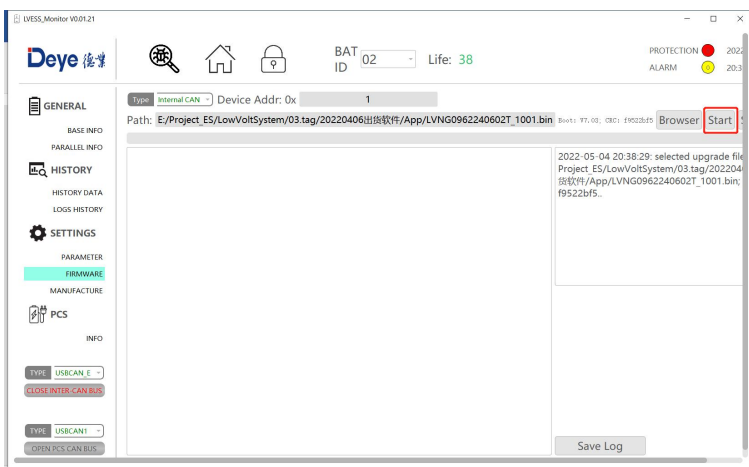 LVESS_Monitor V0.01.21
Deye 德業
BAT ID 02 Life: 38
PROTECTION 2022
ALARM 20:3
Type Internal CAN Device Addr: 0x 1
Path: E:/Project_ES/LowVoltSystem/03.tag/20220406出货软件/App/LVNG0962240602T_1001.bin Boot: V7.02; CRC: f9522bf5 Browser Start S
GENERAL
BASE INFO
PARALLEL INFO
HISTORY
HISTORY DATA
LOGS HISTORY
SETTINGS
PARAMETER
FIRMWARE
MANUFACTURE
PCS
INFO
TYPE USBCAN_E
CLOSE INTER-CAN BUS
TYPE USBCAN1
OPEN PCS CAN BUS
2022-05-04 20:38:29: selected upgrade file
Project_ES/LowVoltSystem/03.tag/202204
货软件/App/LVNG0962240602T_1001.bin;
f9522bf5..
Save Log